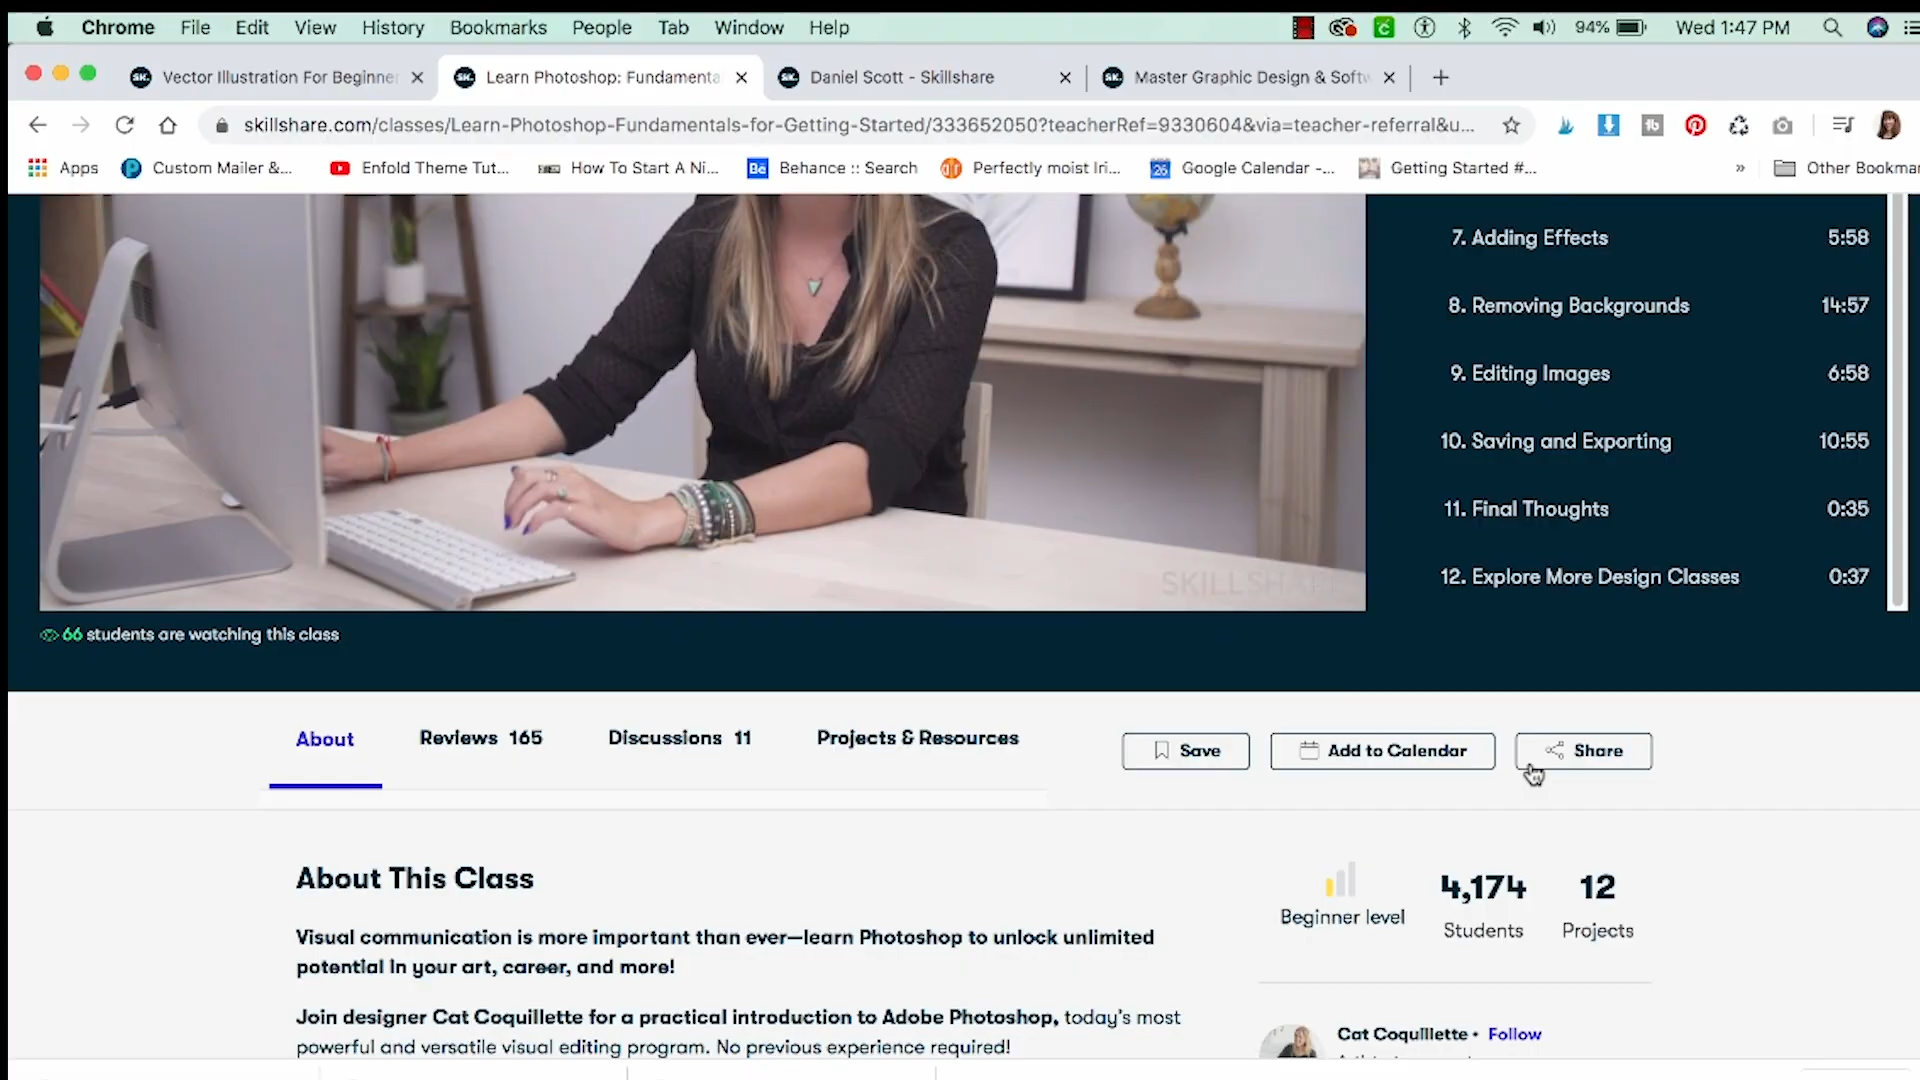 Chrome File Edit View History Bookmarks People Tab Window Help 94% Wed 1:47 PM
Vector Illustration For Beginne Learn Photoshop: Fundamenta Daniel Scott - Skillshare Master Graphic Design & Softw
skillshare.com/classes/Learn-Photoshop-Fundamentals-for-Getting-Started/333652050?teacherRef=9330604&via=teacher-referral&u...
Apps Custom Mailer &... Enfold Theme Tut... How To Start A Ni... Bē Behance :: Search Perfectly moist Iri... 26 Google Calendar -... Getting Started #... » Other Bookmar
7. Adding Effects 5:58
8. Removing Backgrounds 14:57
9. Editing Images 6:58
10. Saving and Exporting 10:55
11. Final Thoughts 0:35
12. Explore More Design Classes 0:37
SKILLSHARE
66 students are watching this class
About Reviews 165 Discussions 11 Projects & Resources Save Add to Calendar Share
About This Class
Visual communication is more important than ever—learn Photoshop to unlock unlimited
potential in your art, career, and more!
Join designer Cat Coquillette for a practical introduction to Adobe Photoshop, today's most
powerful and versatile visual editing program. No previous experience required!
Beginner level
4,174 Students
12 Projects
Cat Coquillette • Follow